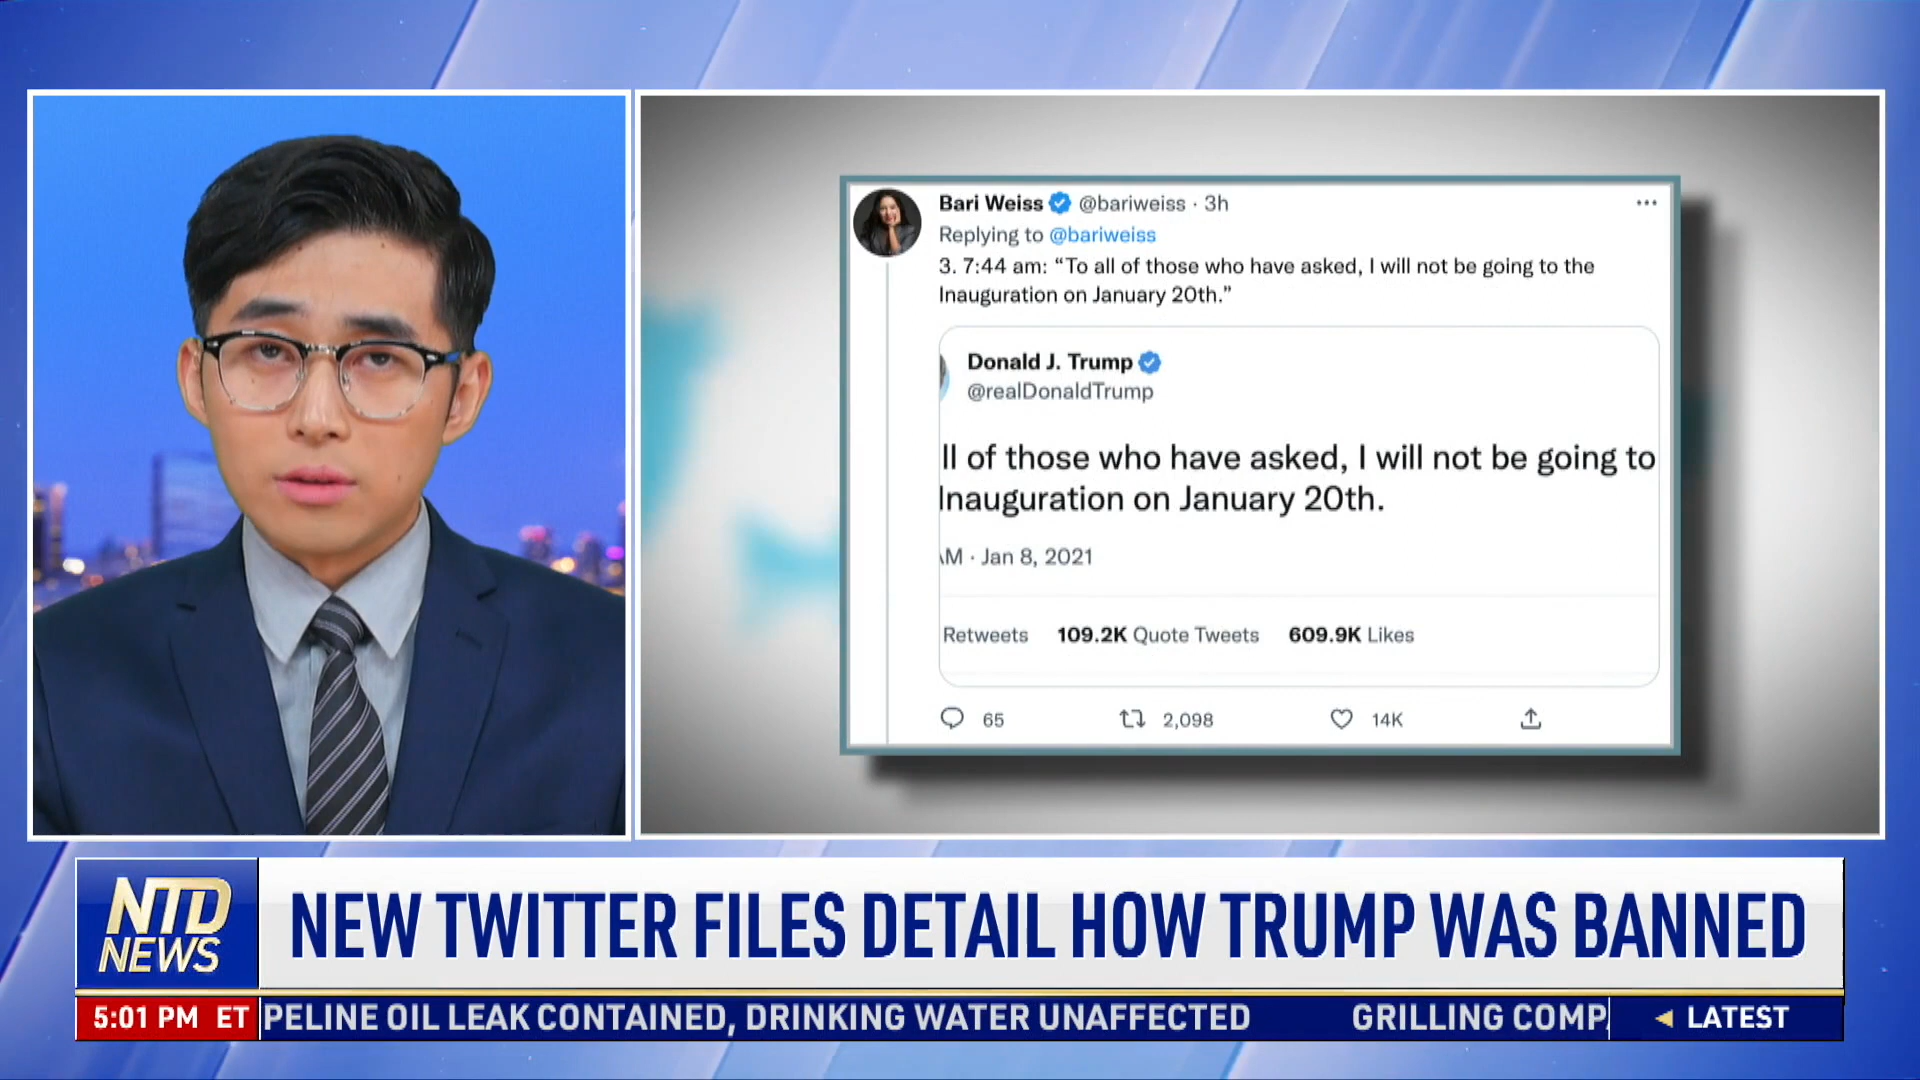 Bari Weiss @bariweiss · 3h
Replying to @bariweiss
3. 7:44 am: “To all of those who have asked, I will not be going to the
Inauguration on January 20th.”
Donald J. Trump
@realDonaldTrump
ll of those who have asked, I will not be going to
Inauguration on January 20th.
M · Jan 8, 2021
Retweets 109.2K Quote Tweets 609.9K Likes
65 2,098 14K
NTD
NEWS
NEW TWITTER FILES DETAIL HOW TRUMP WAS BANNED
5:01 PM ET PELINE OIL LEAK CONTAINED, DRINKING WATER UNAFFECTED GRILLING COMP LATEST